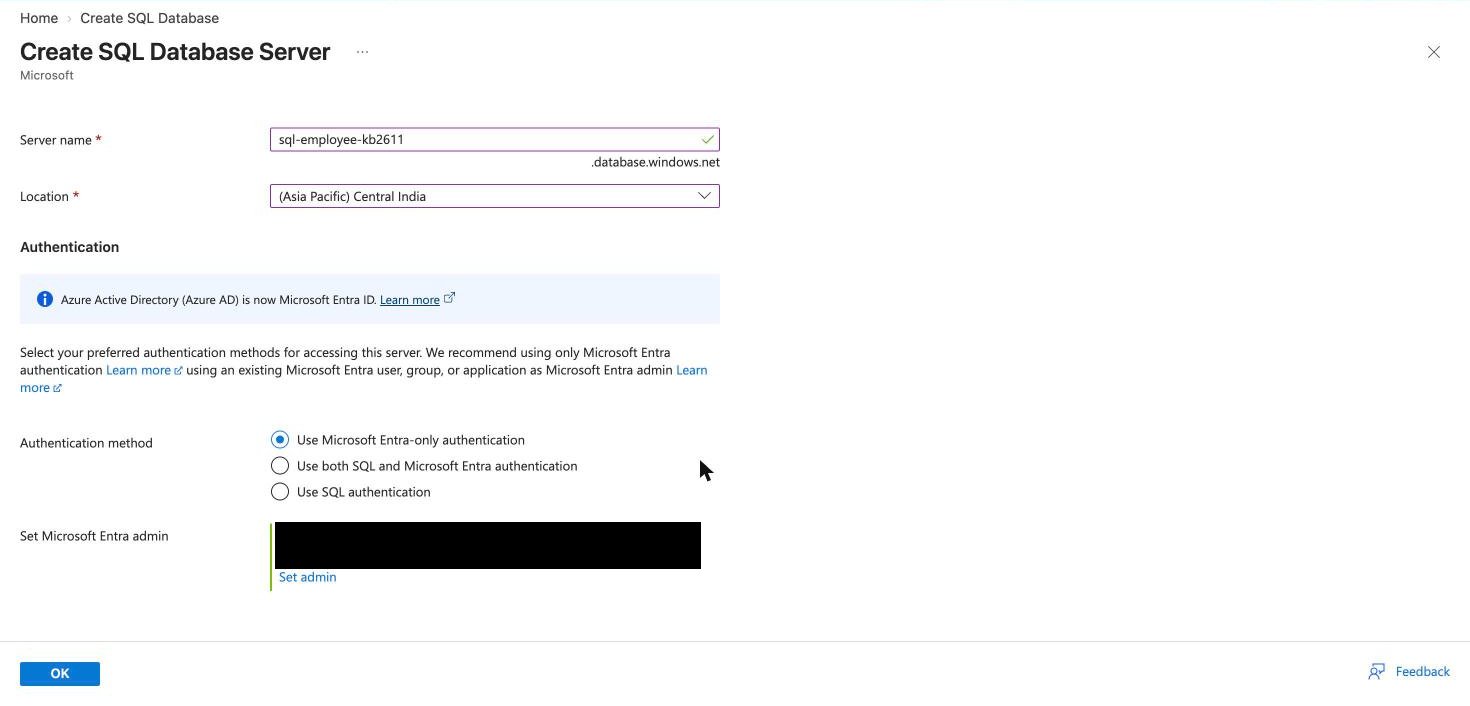 Home › Create SQL Database
Create SQL Database Server ...
Microsoft
Server name *
sql-employee-kb2611
.database.windows.net
Location *
(Asia Pacific) Central India
Authentication
Azure Active Directory (Azure AD) is now Microsoft Entra ID. Learn more
Select your preferred authentication methods for accessing this server. We recommend using only Microsoft Entra
authentication Learn more using an existing Microsoft Entra user, group, or application as Microsoft Entra admin Learn
more
Authentication method
Use Microsoft Entra-only authentication
Use both SQL and Microsoft Entra authentication
Use SQL authentication
Set Microsoft Entra admin
Set admin
OK
Feedback